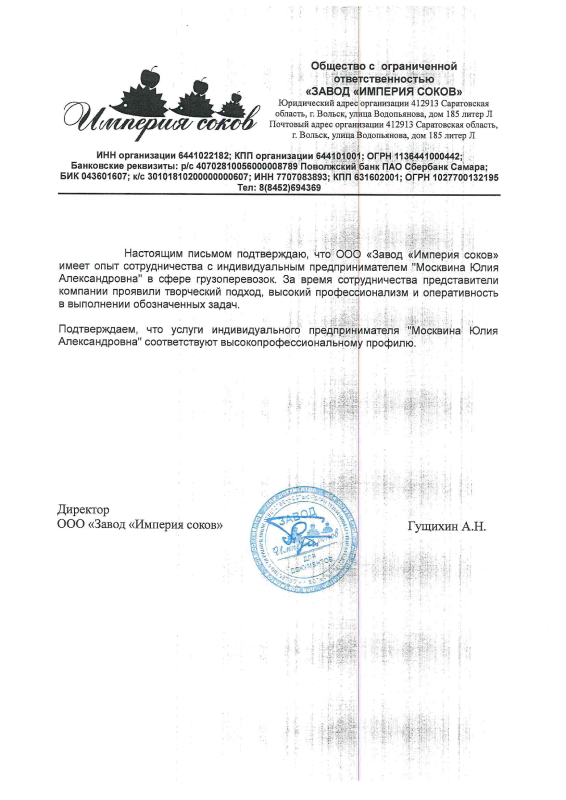 Империя соков
Общество с ограниченной
ответственностью
«ЗАВОД «ИМПЕРИЯ СОКОВ»
Юридический адрес организации 412913 Саратовская
область, г. Вольск, улица Водопьянова, дом 185 литер Л
Почтовый адрес организации 412913 Саратовская область,
г. Вольск, улица Водопьянова, дом 185 литер Л
ИНН организации 6441022182; КПП организации 644101001; ОГРН 1136441000442;
Банковские реквизиты: р/с 40702810056000008789 Поволжский банк ПАО Сбербанк Самара;
БИК 043601607; к/с 30101810200000000607; ИНН 7707083893; КПП 631602001; ОГРН 1027700132195
Тел: 8(8452)694369
Настоящим письмом подтверждаю, что ООО «Завод «Империя соков»
имеет опыт сотрудничества с индивидуальным предпринимателем "Москвина Юлия
Александровна" в сфере грузоперевозок. За время сотрудничества представители
компании проявили творческий подход, высокий профессионализм и оперативность
в выполнении обозначенных задач.
Подтверждаем, что услуги индивидуального предпринимателя "Москвина Юлия
Александровна" соответствуют высокопрофессиональному профилю.
Директор
ООО «Завод «Империя соков»
Гущихин А.Н.
ЗАВОД
ДЛЯ
ДОКУМЕНТОВ